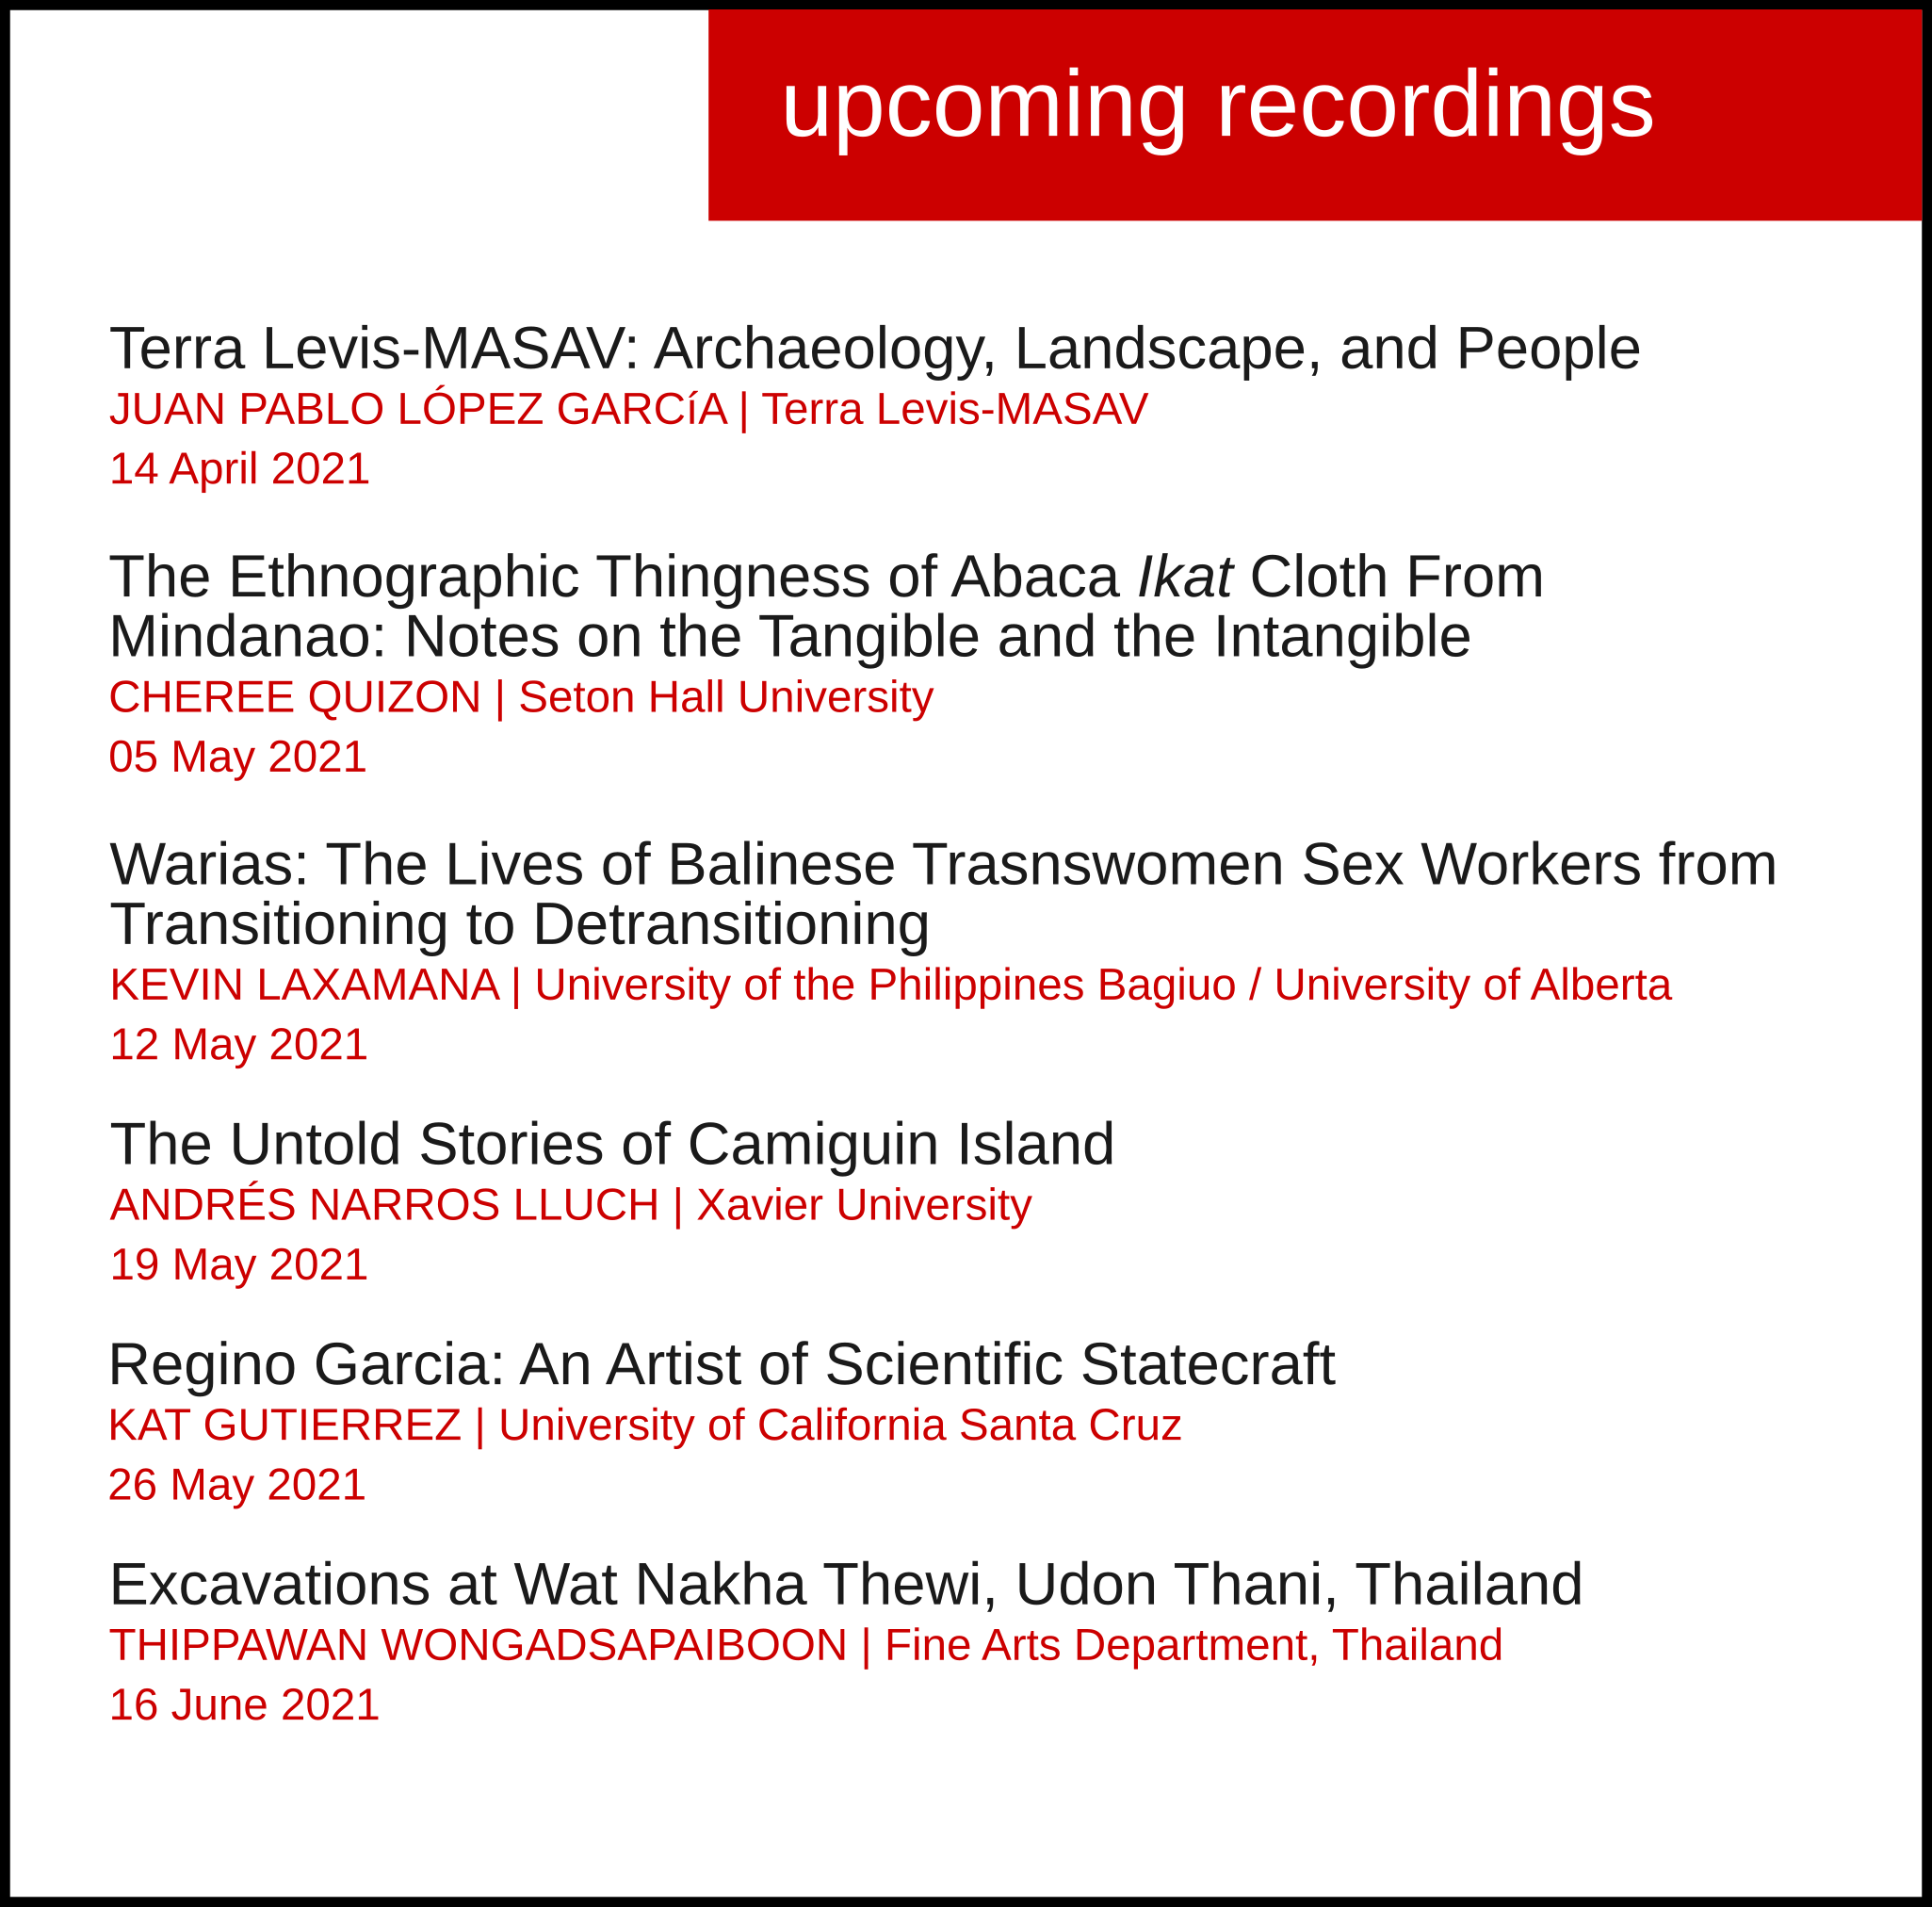 upcoming recordings
Terra Levis-MASAV: Archaeology, Landscape, and People
JUAN PABLO LÓPEZ GARCíA | Terra Levis-MASAV
14 April 2021
The Ethnographic Thingness of Abaca Ikat Cloth From
Mindanao: Notes on the Tangible and the Intangible
CHEREE QUIZON | Seton Hall University
05 May 2021
Warias: The Lives of Balinese Trasnswomen Sex Workers from
Transitioning to Detransitioning
KEVIN LAXAMANA | University of the Philippines Bagiuo / University of Alberta
12 May 2021
The Untold Stories of Camiguin Island
ANDRÉS NARROS LLUCH | Xavier University
19 May 2021
Regino Garcia: An Artist of Scientific Statecraft
KAT GUTIERREZ | University of California Santa Cruz
26 May 2021
Excavations at Wat Nakha Thewi, Udon Thani, Thailand
THIPPAWAN WONGADSAPAIBOON | Fine Arts Department, Thailand
16 June 2021